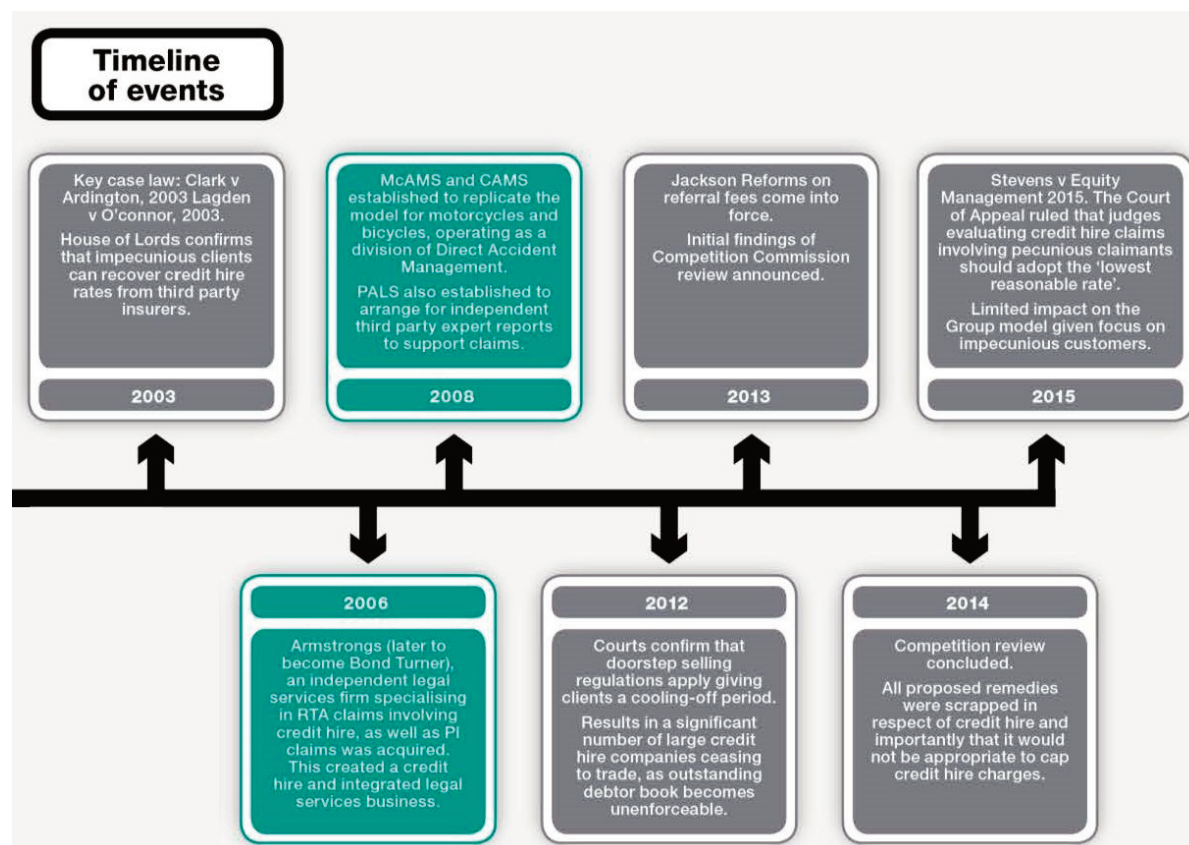 Timeline
of events
Key case law: Clark v
Ardington, 2003 Lagden
v O'connor, 2003.
House of Lords confirms
that impecunious clients
can recover credit hire
rates from third party
insurers.
2003
McAMS and CAMS
established to replicate the
model for motorcycles and
bicycles, operating as a
division of Direct Accident
Management.
PALS also established to
arrange for independent
third party expert reports
to support claims.
2008
Jackson Reforms on
referral fees come into
force.
Initial findings of
Competition Commission
review announced.
2013
Stevens v Equity
Management 2015. The Court
of Appeal ruled that judges
evaluating credit hire claims
involving pecunious claimants
should adopt the 'lowest
reasonable rate'.
Limited impact on the
Group model given focus on
impecunious customers.
2015
2006
Armstrongs (later to
become Bond Turner),
an independent legal
services firm specialising
in RTA claims involving
credit hire, as well as PI
claims was acquired.
This created a credit
hire and integrated legal
services business.
2012
Courts confirm that
doorstep selling
regulations apply giving
clients a cooling-off period.
Results in a significant
number of large credit
hire companies ceasing
to trade, as outstanding
debtor book becomes
unenforceable.
2014
Competition review
concluded.
All proposed remedies
were scrapped in
respect of credit hire and
importantly that it would
not be appropriate to cap
credit hire charges.